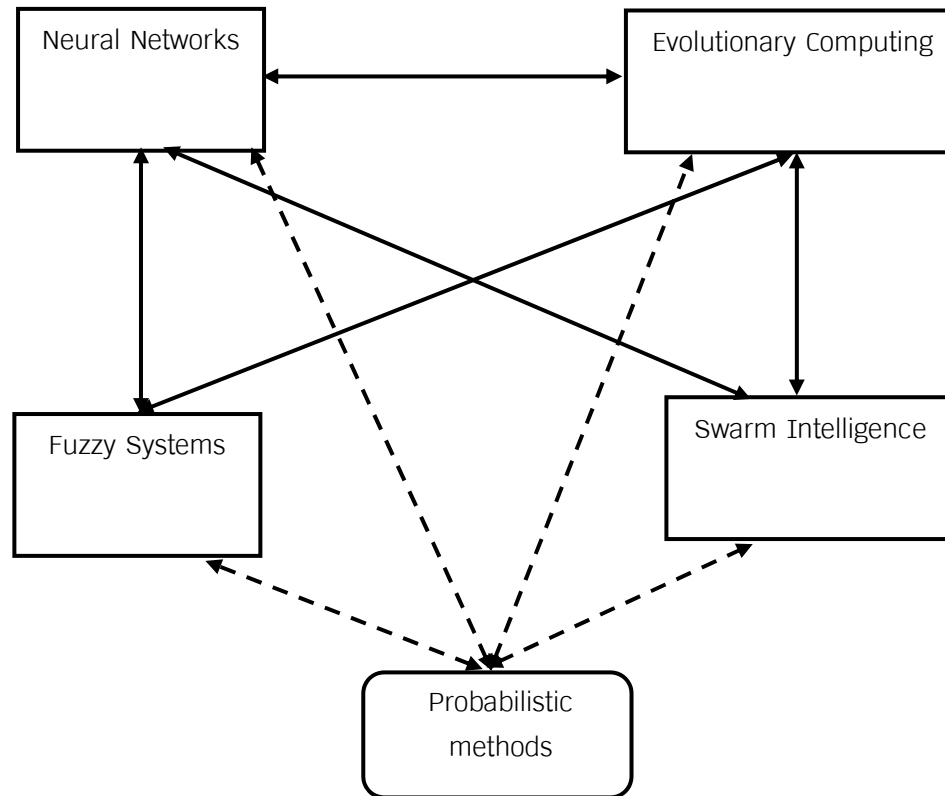 Neural Networks
Evolutionary Computing
Fuzzy Systems
Swarm Intelligence
Probabilistic
methods